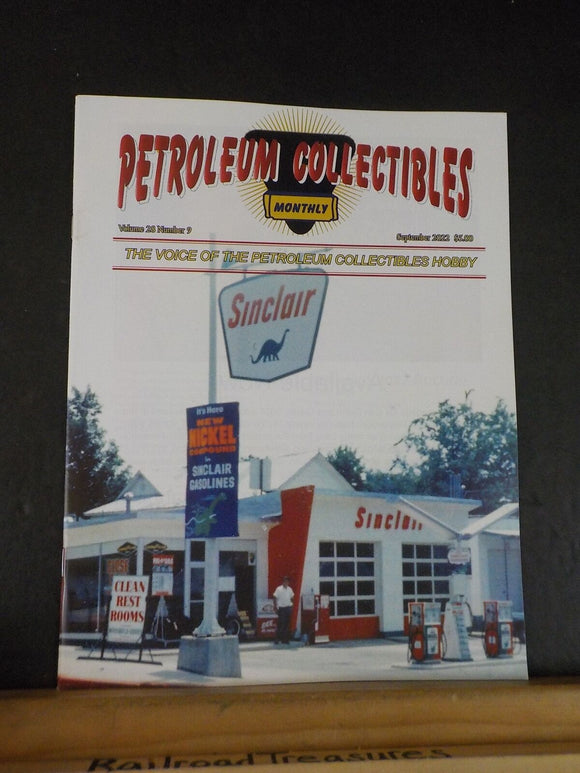 PETROLEUM COLLECTIBLES
MONTHLY
Volume 28 Number 9
September 2022 $5.00
THE VOICE OF THE PETROLEUM COLLECTIBLES HOBBY
Sinclair
It's Here
NEW
NICKEL
COMPOUND
in
SINCLAIR
GASOLINES
Sinclair
CLEAN
REST
ROOMS
Railroad Treasures